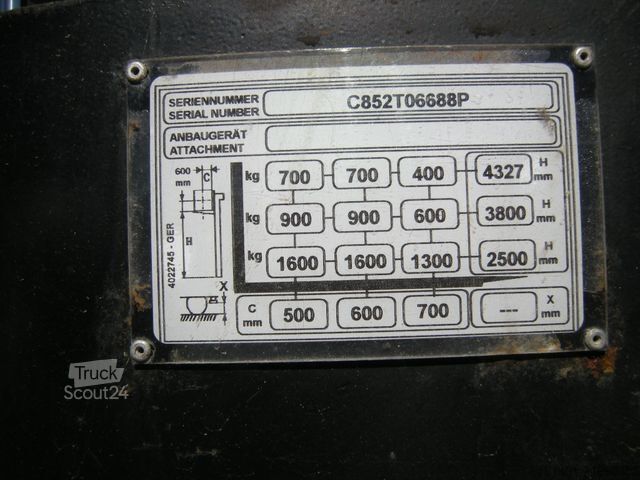 SERIENNUMMER
SERIAL NUMBER C852T06688P
ANBAUGERÄT
ATTACHMENT
600 mm C
kg 700 700 400 4327 H mm
kg 900 900 600 3800 H mm
kg 1600 1600 1300 2500 H mm
C mm 500 600 700 --- X mm
H
X
4022745 - GER
Truck
Scout24